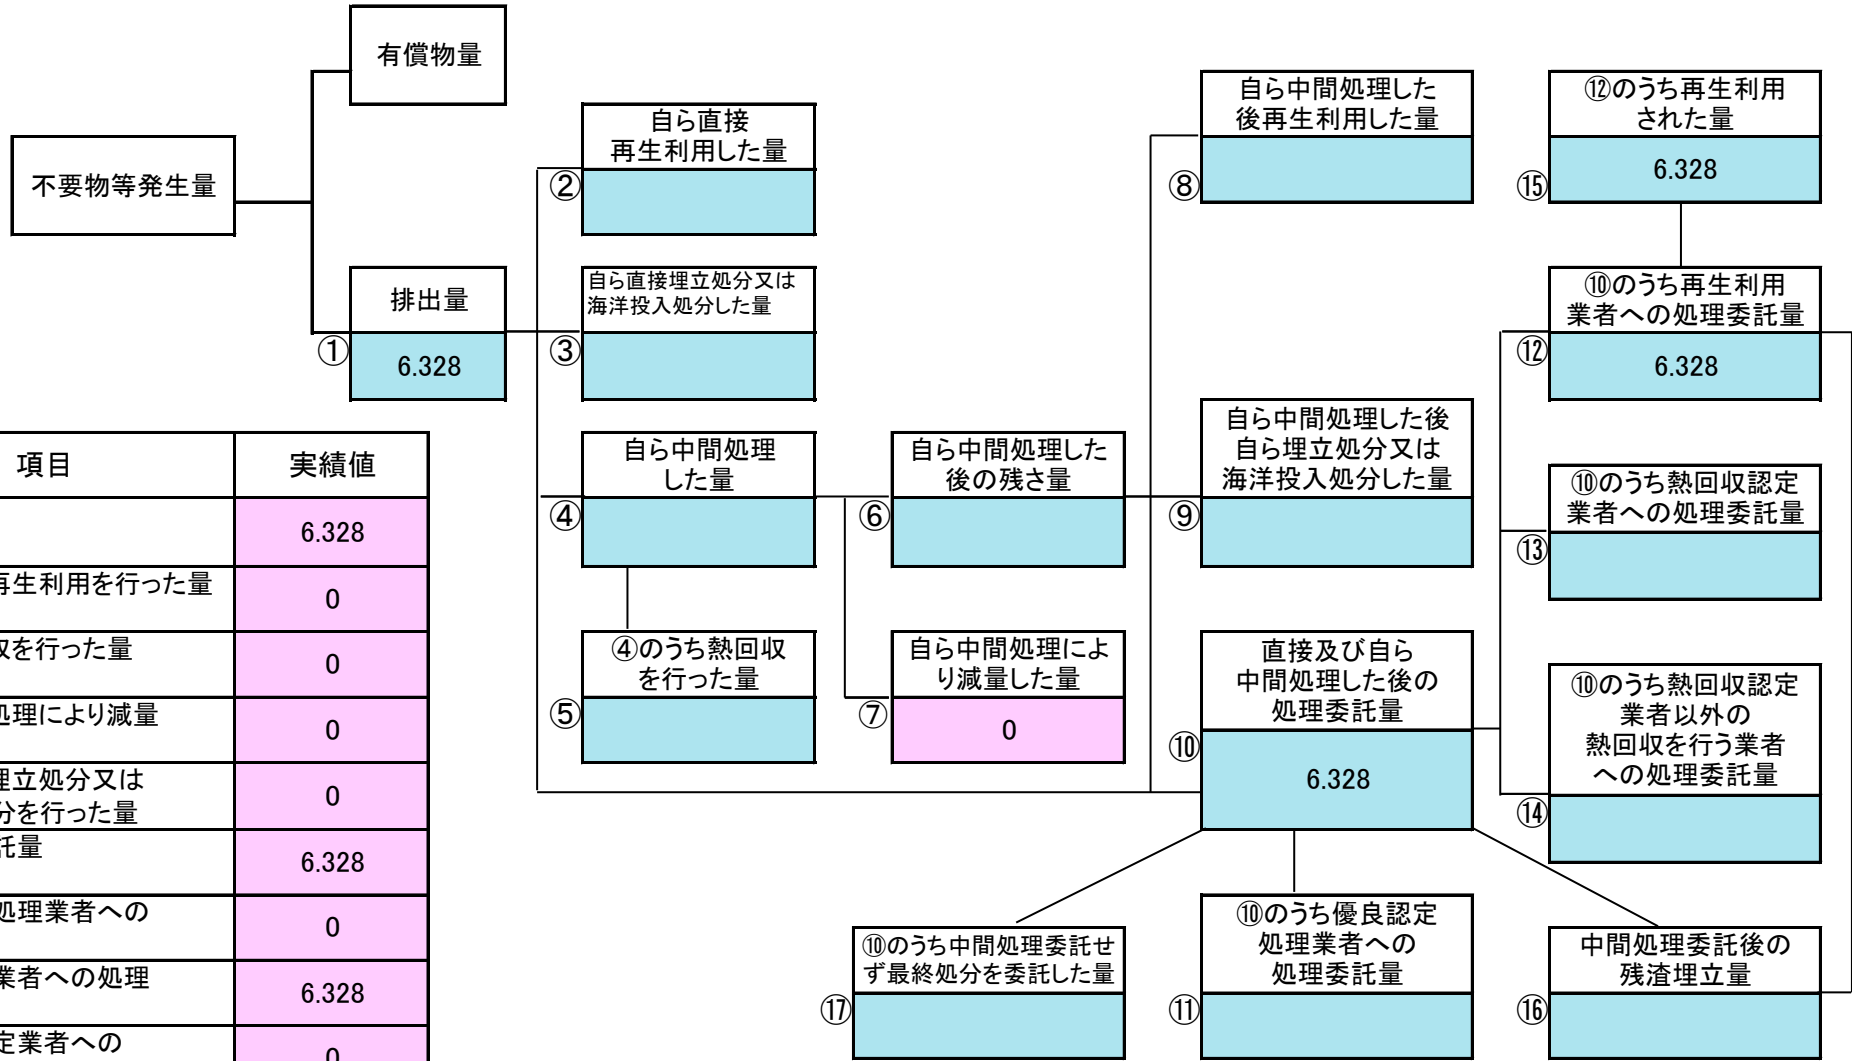 有償物量
不要物等発生量
排出量
①
6.328
自ら直接
再生利用した量
②
自ら直接埋立処分又は
海洋投入処分した量
③
自ら中間処理
した量
④
④のうち熱回収
を行った量
⑤
自ら中間処理した
後の残さ量
⑥
自ら中間処理によ
り減量した量
⑦
0
自ら中間処理した
後再生利用した量
⑧
自ら中間処理した後
自ら埋立処分又は
海洋投入処分した量
⑨
直接及び自ら
中間処理した後の
処理委託量
⑩
6.328
⑫のうち再生利用
された量
⑮
6.328
⑩のうち再生利用
業者への処理委託量
⑫
6.328
⑩のうち熱回収認定
業者への処理委託量
⑬
⑩のうち熱回収認定
業者以外の
熱回収を行う業者
への処理委託量
⑭
⑩のうち中間処理委託せ
ず最終処分を委託した量
⑰
⑩のうち優良認定
処理業者への
処理委託量
⑪
中間処理委託後の
残渣埋立量
⑯
項目 実績値
6.328
再生利用を行った量 0
を行った量 0
処理により減量 0
埋立処分又は
分を行った量
0
託量 6.328
処理業者への 0
業者への処理 6.328
定業者への 0